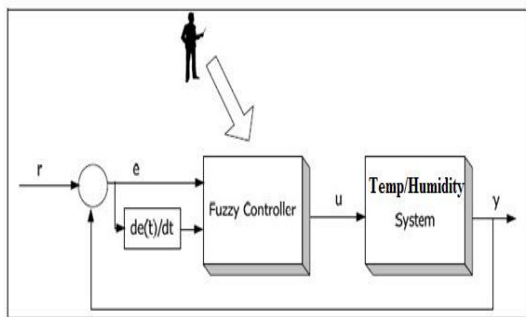 r
e
de(t)/dt
Fuzzy Controller
u
Temp/Humidity
System
y